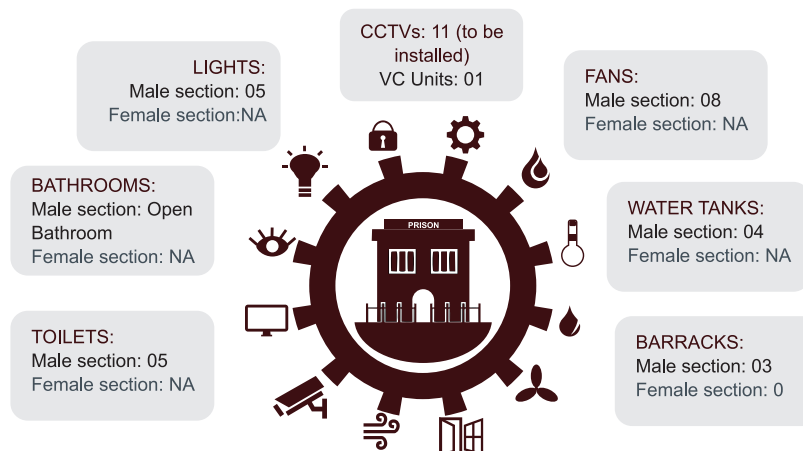 CCTVs: 11 (to be
installed)
VC Units: 01
LIGHTS:
Male section: 05
Female section:NA
FANS:
Male section: 08
Female section: NA
BATHROOMS:
Male section: Open
Bathroom
Female section: NA
PRISON
WATER TANKS:
Male section: 04
Female section: NA
TOILETS:
Male section: 05
Female section: NA
BARRACKS:
Male section: 03
Female section: 0